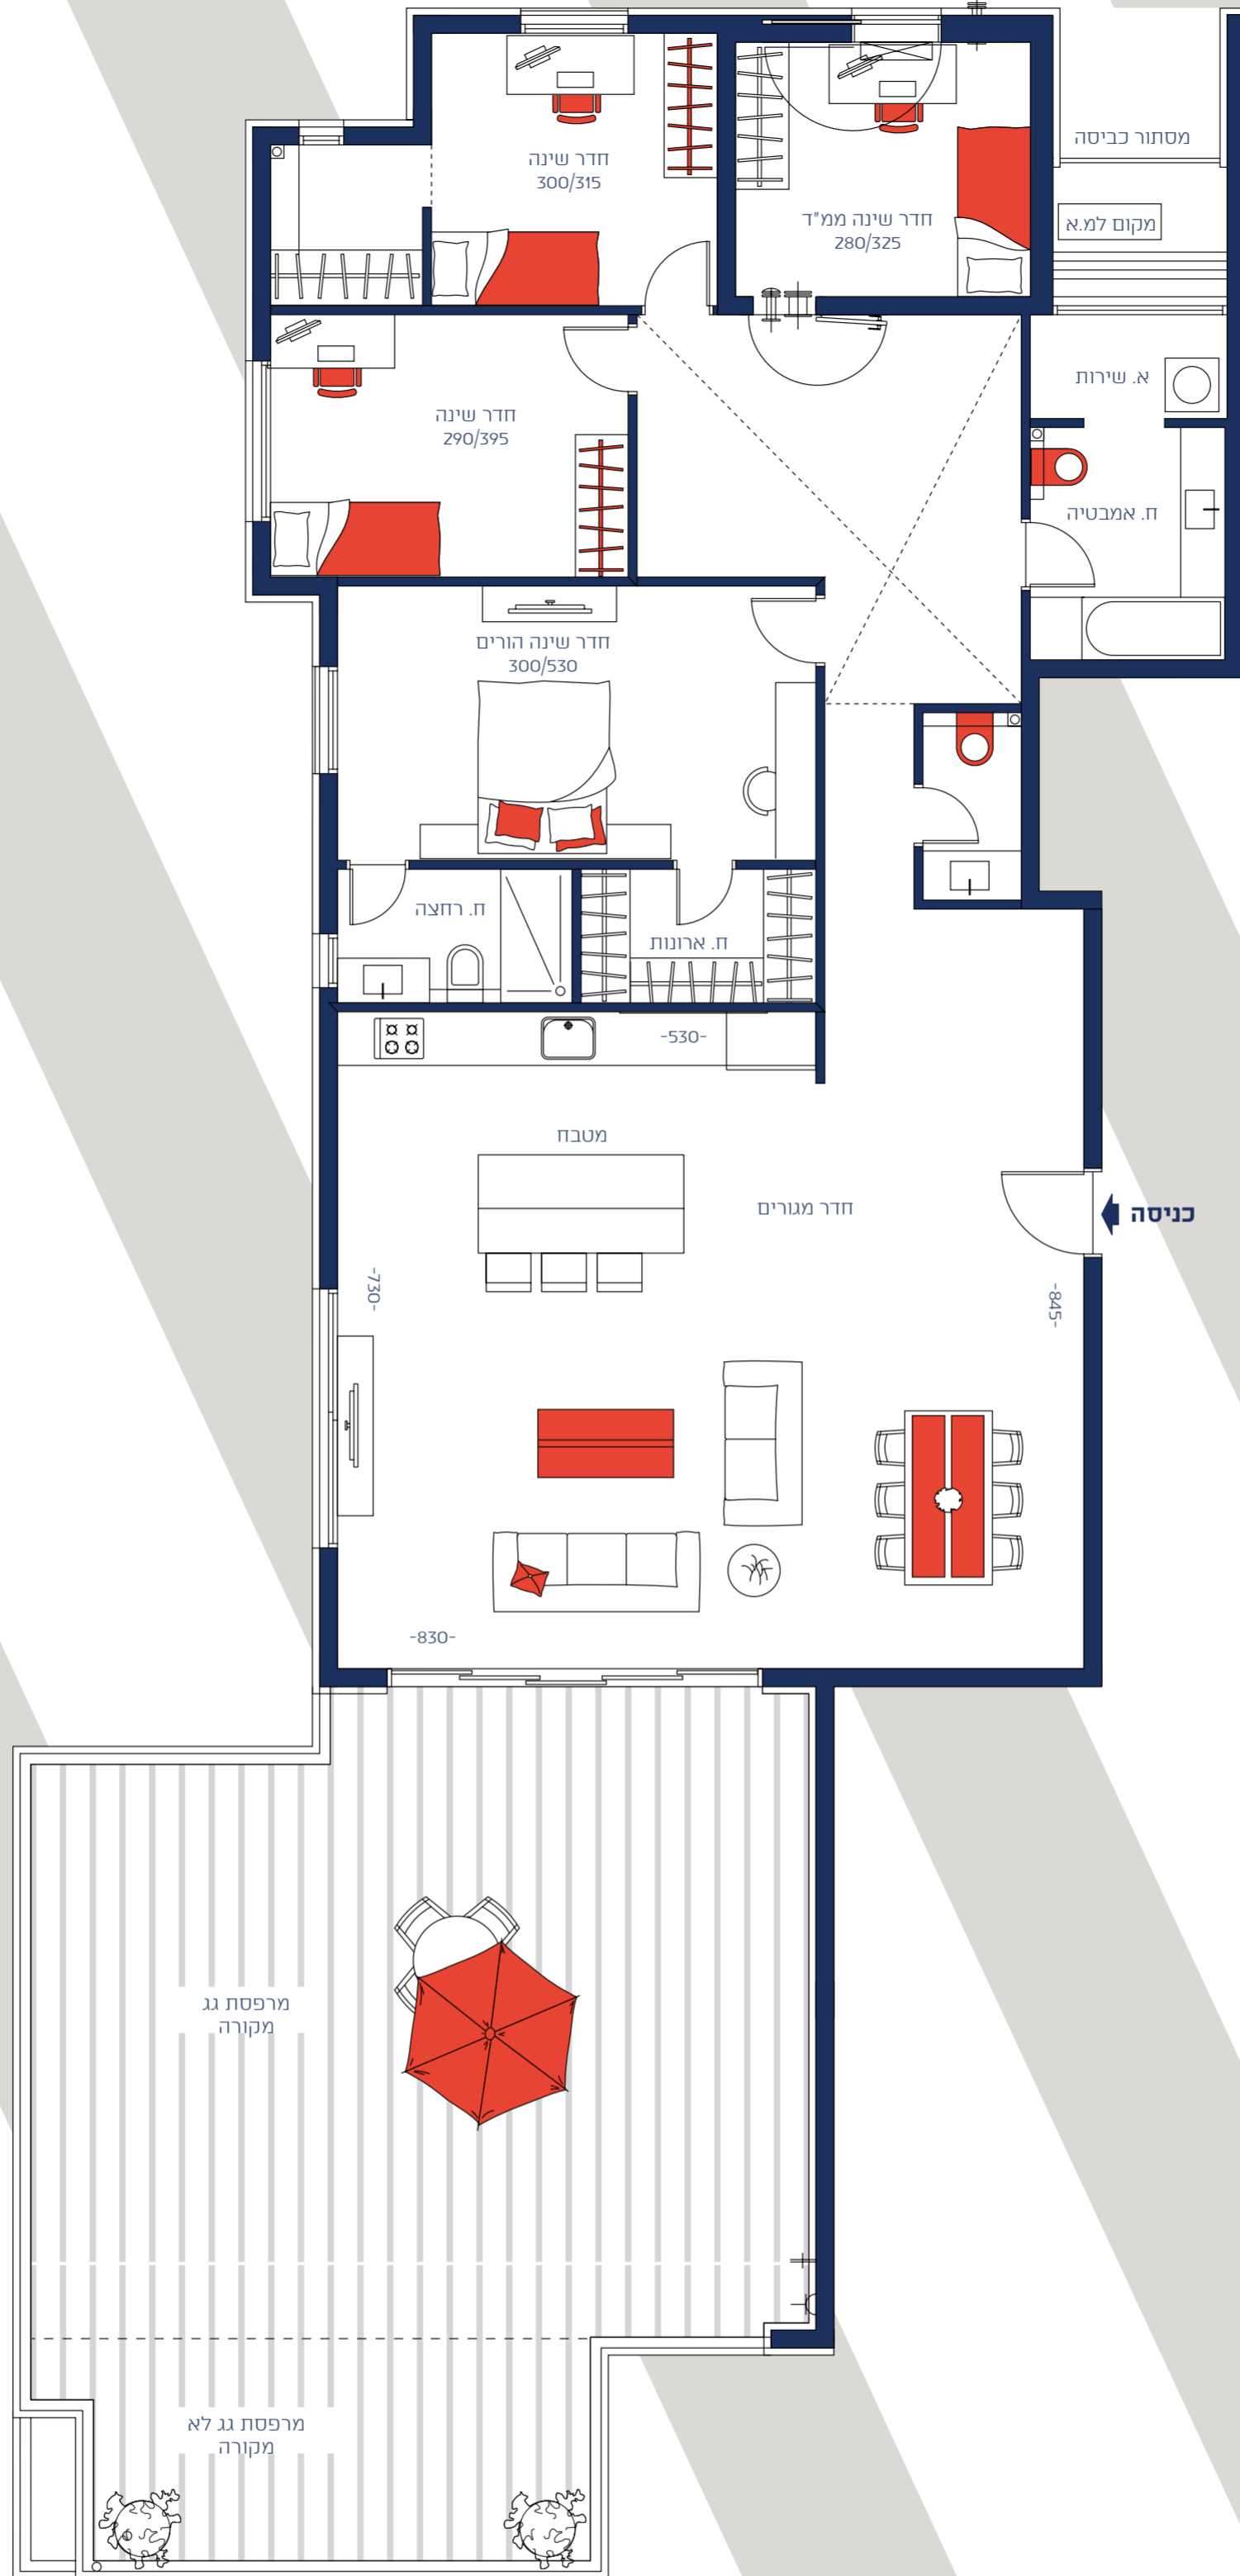 מסתור כביסה
חדר שינה
300/315
חדר שינה ממ"ד
280/325
מקום למ.א
א. שירות
חדר שינה
290/395
ח. אמבטיה
חדר שינה הורים
300/530
ח. רחצה
ח. ארונות
-530-
מטבח
חדר מגורים
כניסה
-730-
-845-
-830-
מרפסת גג
מקורה
מרפסת גג לא
מקורה